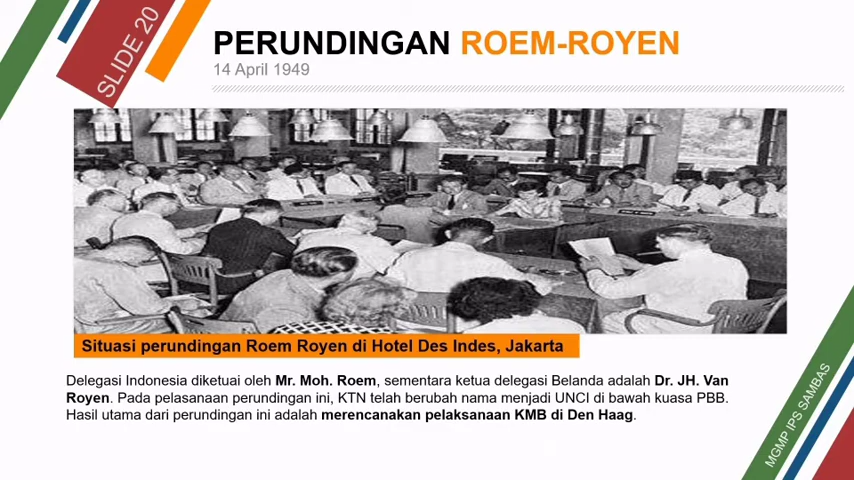 SLIDE 20
PERUNDINGAN ROEM-ROYEN
14 April 1949
Situasi perundingan Roem Royen di Hotel Des Indes, Jakarta
Delegasi Indonesia diketuai oleh Mr. Moh. Roem, sementara ketua delegasi Belanda adalah Dr. JH. Van
Royen. Pada pelasanaan perundingan ini, KTN telah berubah nama menjadi UNCI di bawah kuasa PBB.
Hasil utama dari perundingan ini adalah merencanakan pelaksanaan KMB di Den Haag.
MGMP IPS SAMBAS